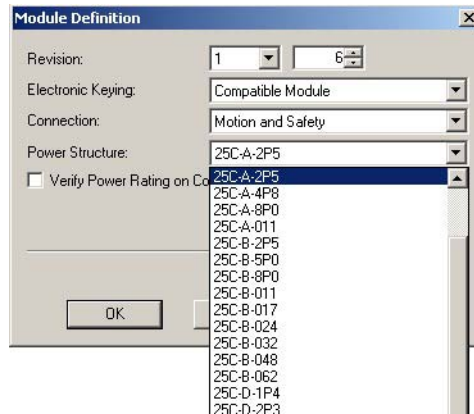 Module Definition
Revision: 1 6
Electronic Keying: Compatible Module
Connection: Motion and Safety
Power Structure: 25C-A-2P5
Verify Power Rating on Co
25C-A-2P5
25C-A-4P8
25C-A-8P0
25C-A-011
25C-B-2P5
25C-B-5P0
25C-B-8P0
25C-B-011
25C-B-017
25C-B-024
25C-B-032
25C-B-048
25C-B-062
25C-D-1P4
25C-D-2P3
OK